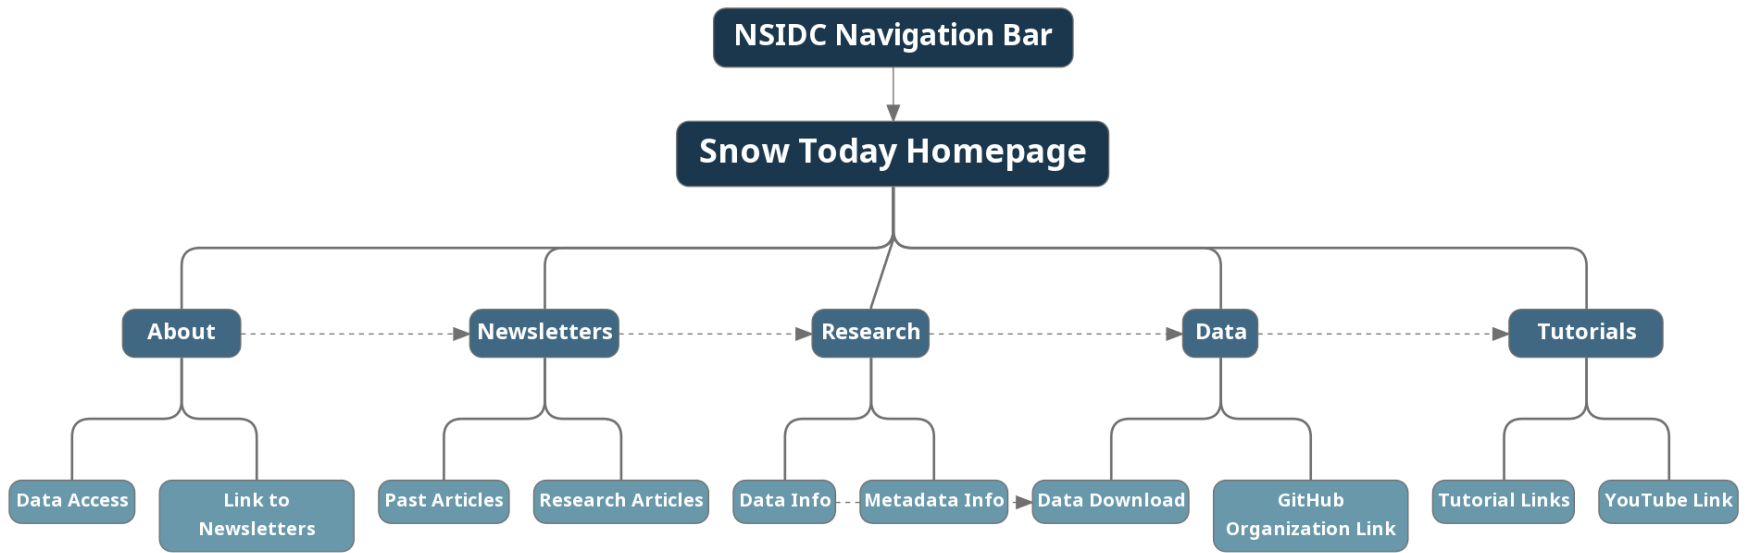 NSIDC Navigation Bar
Snow Today Homepage
About
Newsletters
Research
Data
Tutorials
Data Access
Link to
Newsletters
Past Articles
Research Articles
Data Info
Metadata Info
Data Download
GitHub
Organization Link
Tutorial Links
YouTube Link